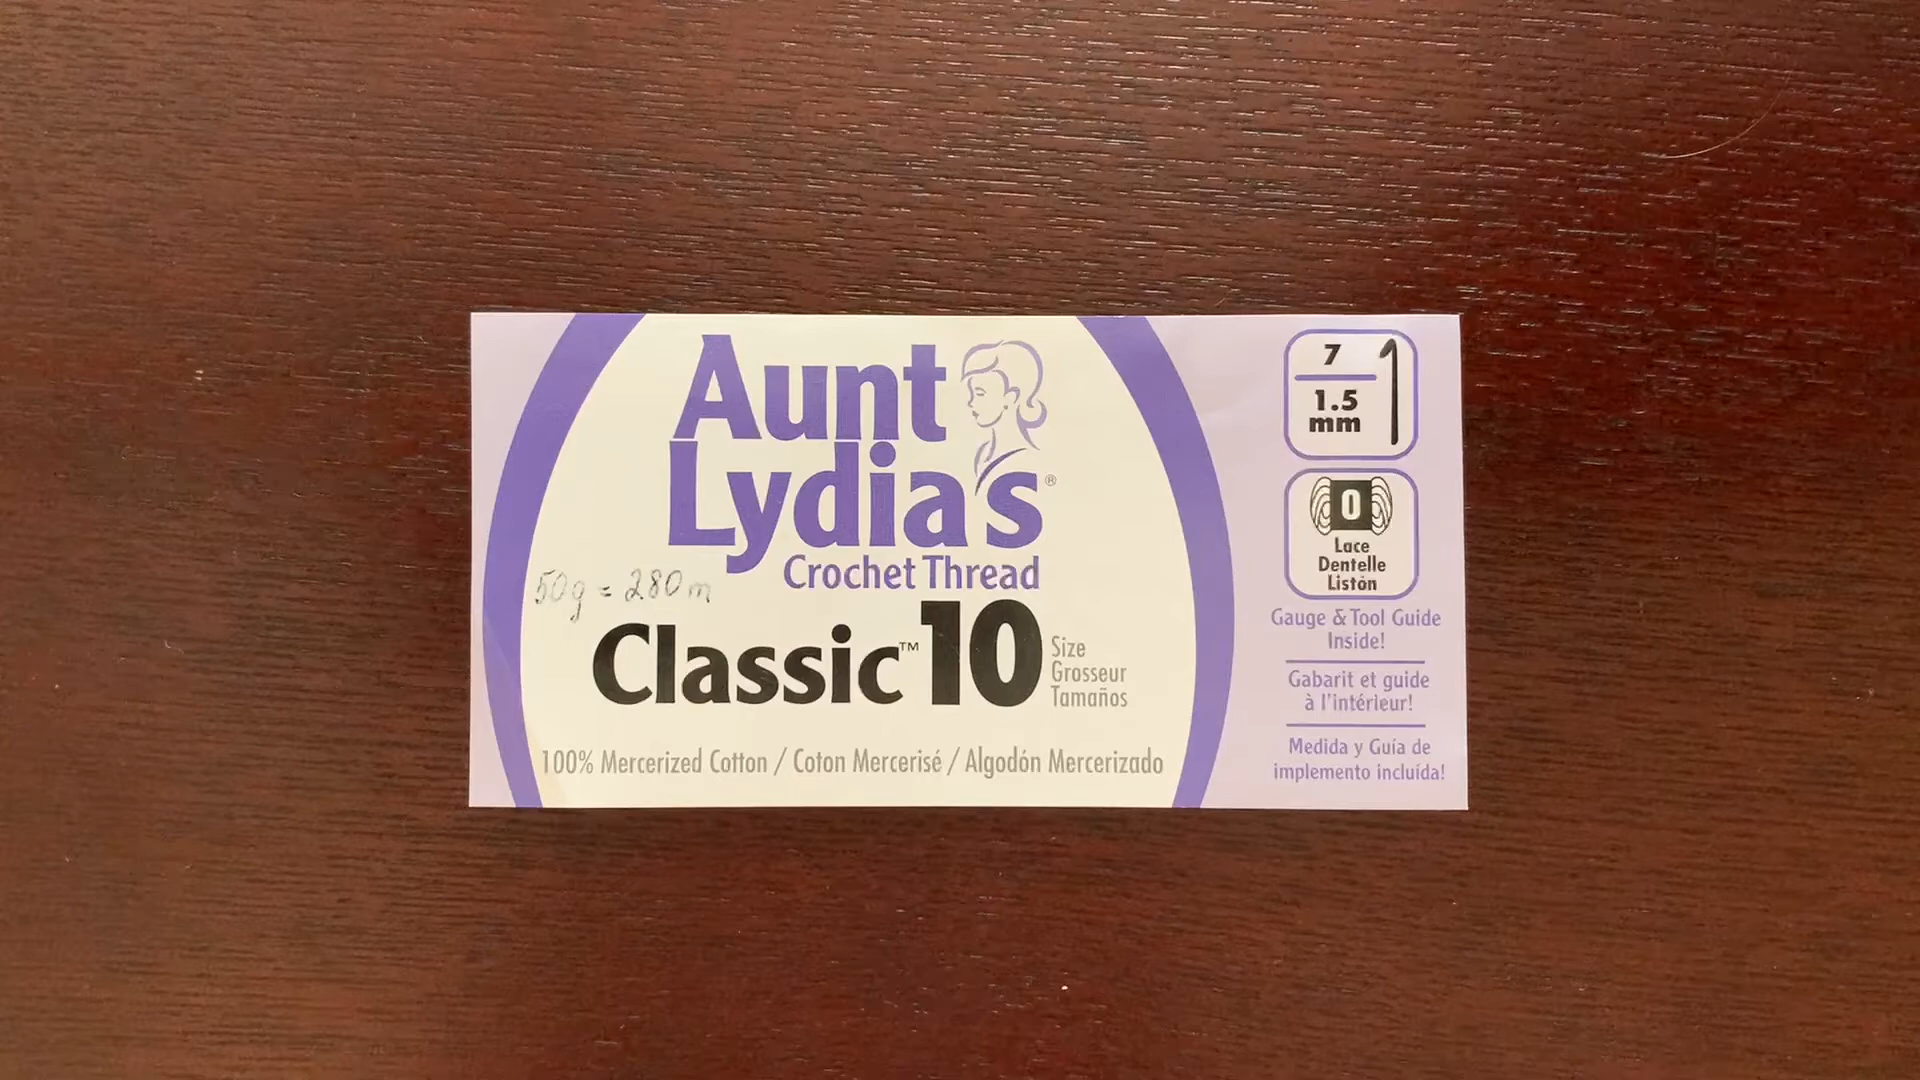 Aunt
Lydia's®
Crochet Thread
50g = 280m
Classic™ 10
Size
Grosseur
Tamaños
100% Mercerized Cotton / Coton Mercerisé / Algodón Mercerizado
7
1.5
mm
0
Lace
Dentelle
Listón
Gauge & Tool Guide
Inside!
Gabarit et guide
à l'intérieur!
Medida y Guía de
implemento incluída!